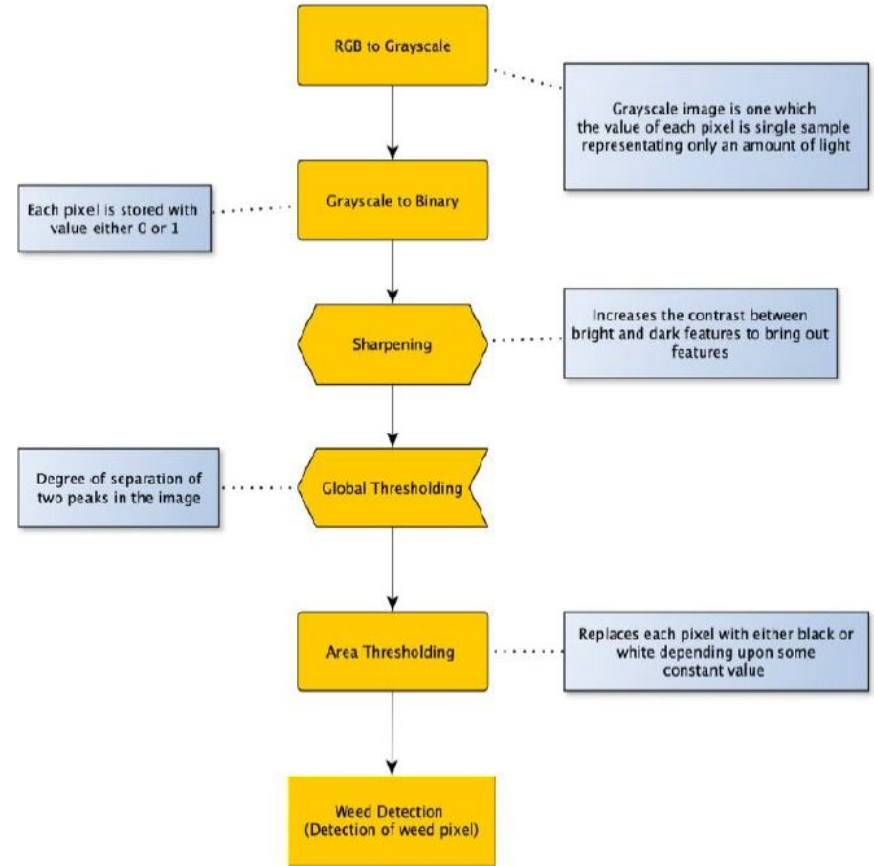 RGB to Grayscale
Grayscale image is one which
the value of each pixel is single sample
representating only an amount of light
Grayscale to Binary
Each pixel is stored with
value either 0 or 1
Sharpening
Increases the contrast between
bright and dark features to bring out
features
Global Thresholding
Degree of separation of
two peaks in the image
Area Thresholding
Replaces each pixel with either black or
white depending upon some
constant value
Weed Detection
(Detection of weed pixel)